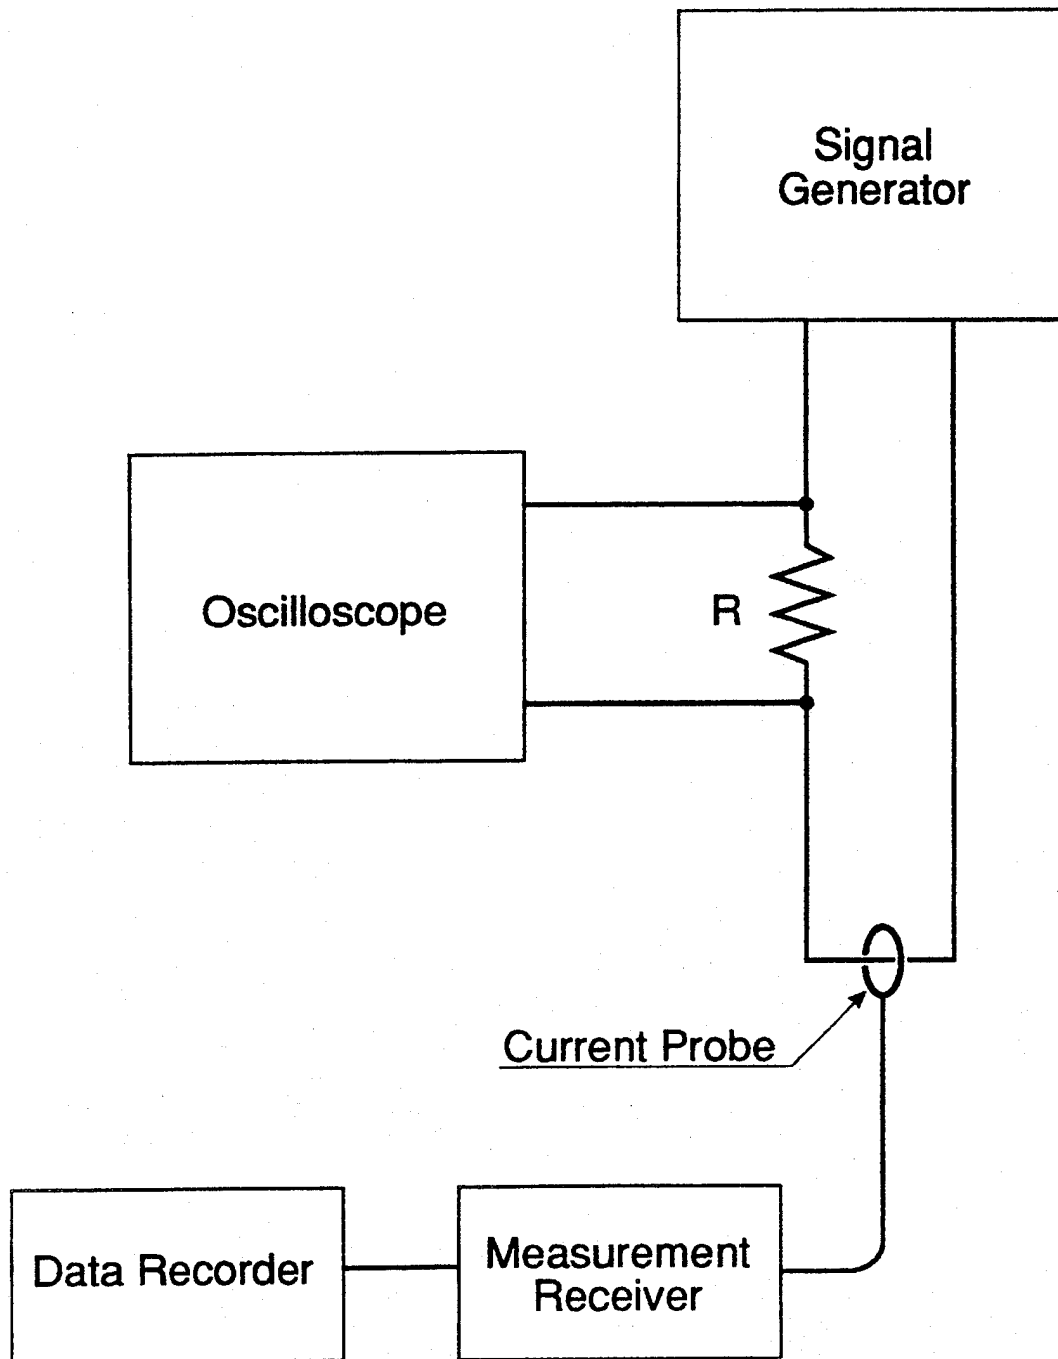 Signal
Generator
Oscilloscope
R
Current Probe
Data Recorder
Measurement
Receiver